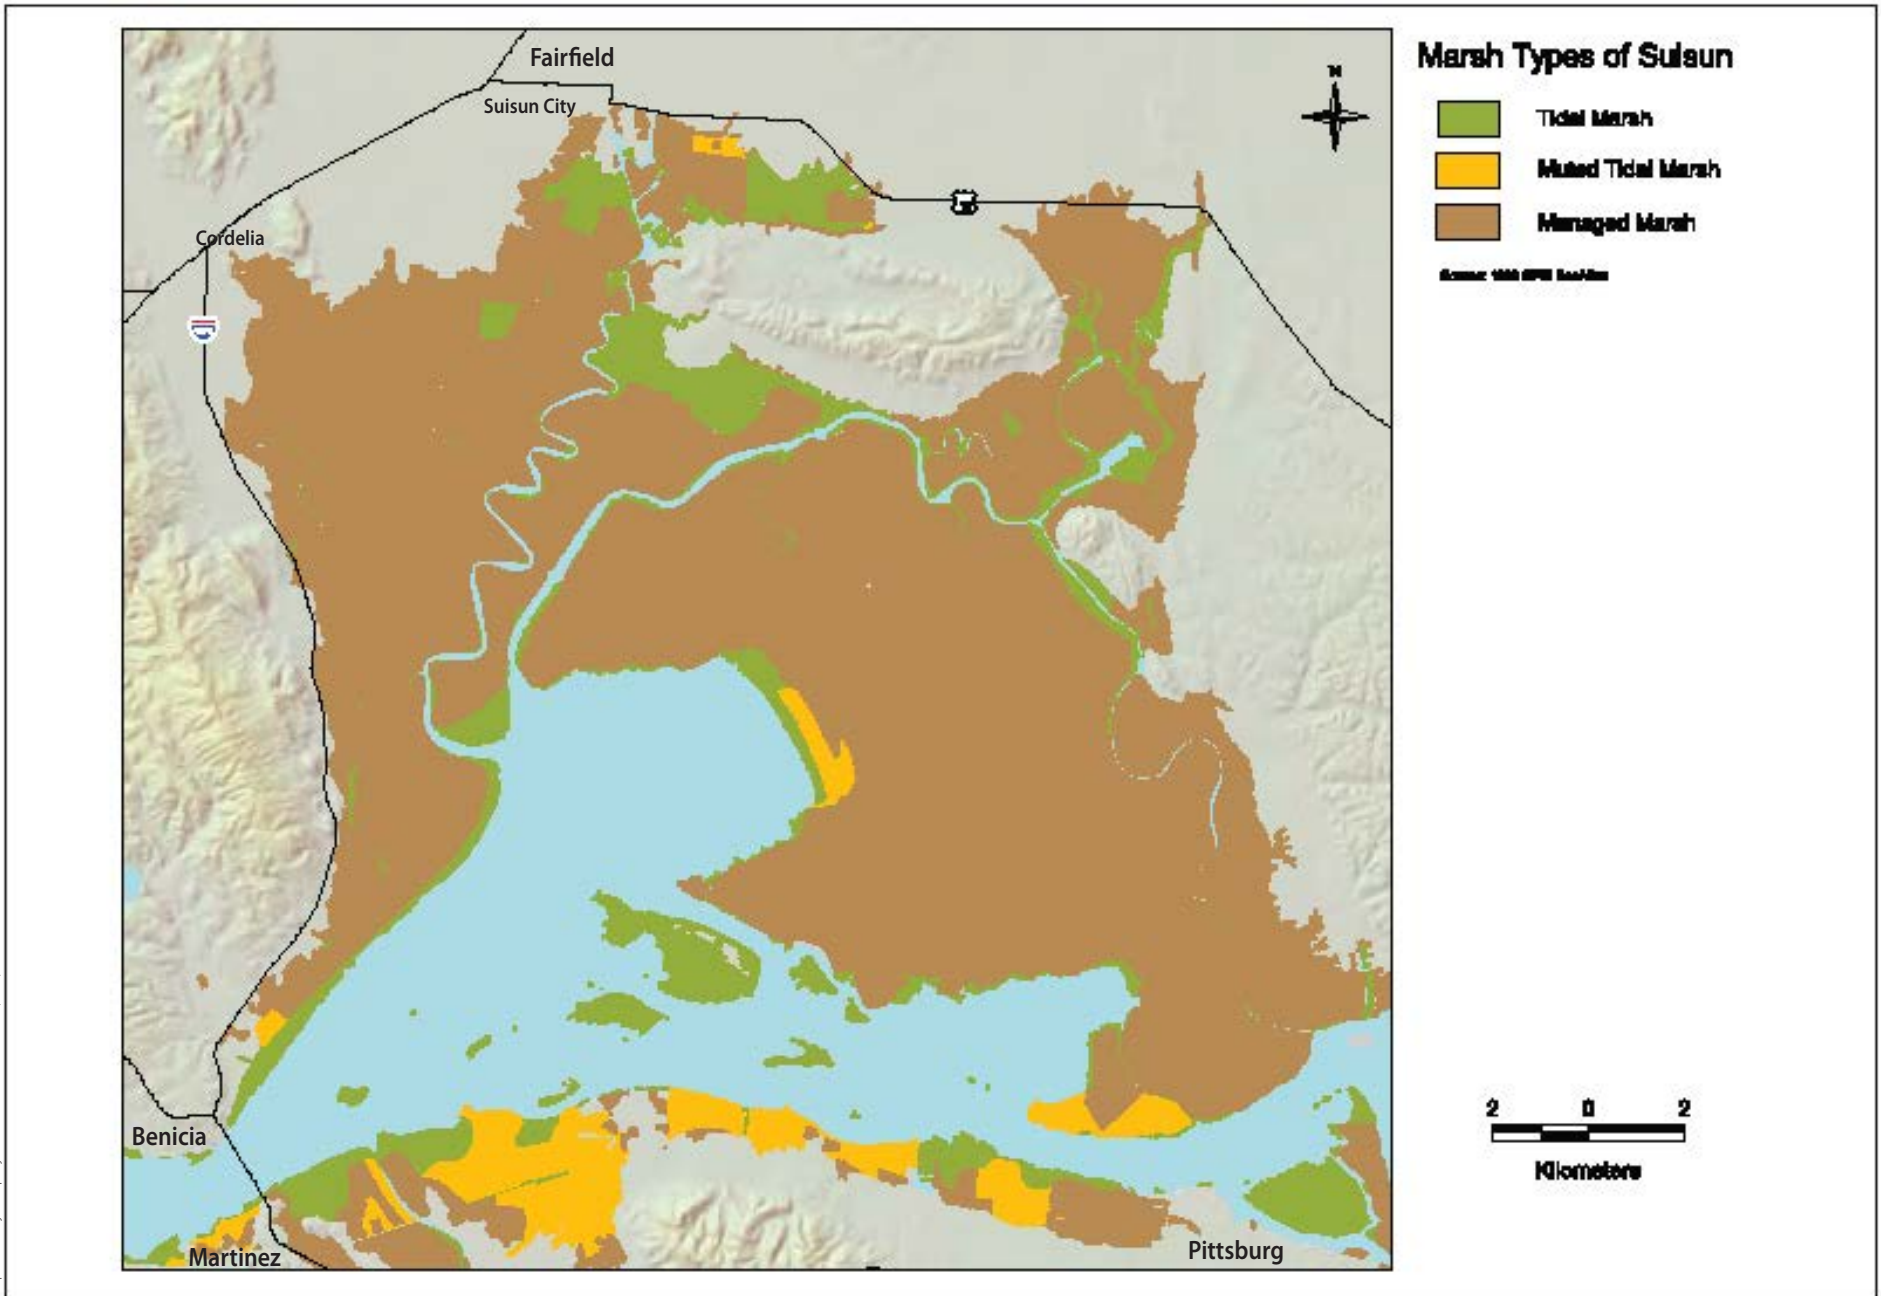 Fairfield
Suisun City
Cordelia
Benicia
Martinez
Pittsburg
Marsh Types of Suisun
Tidal Marsh
Muted Tidal Marsh
Managed Marsh
N
2 0 2
Kilometers